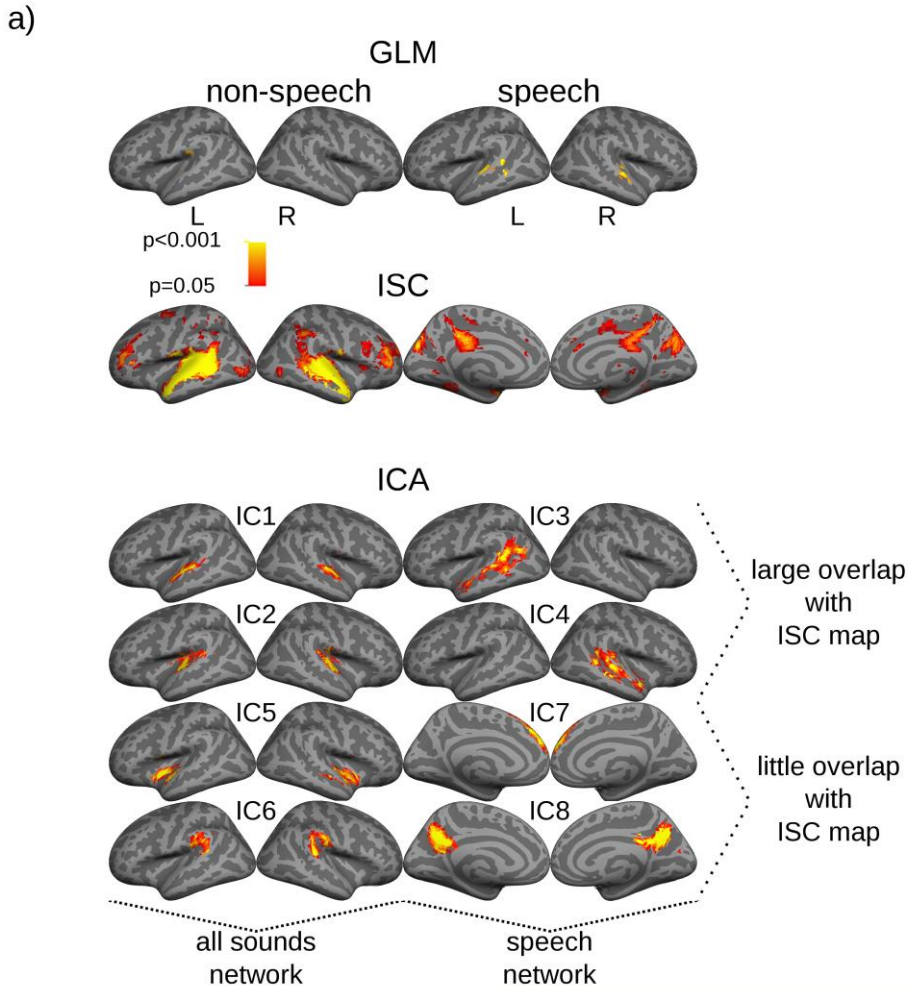 a)
GLM
non-speech speech
L R L R
p<0.001
p=0.05
ISC
ICA
IC1 IC3
IC2 IC4
IC5 IC7
IC6 IC8
large overlap
with
ISC map
little overlap
with
ISC map
all sounds
network
speech
network